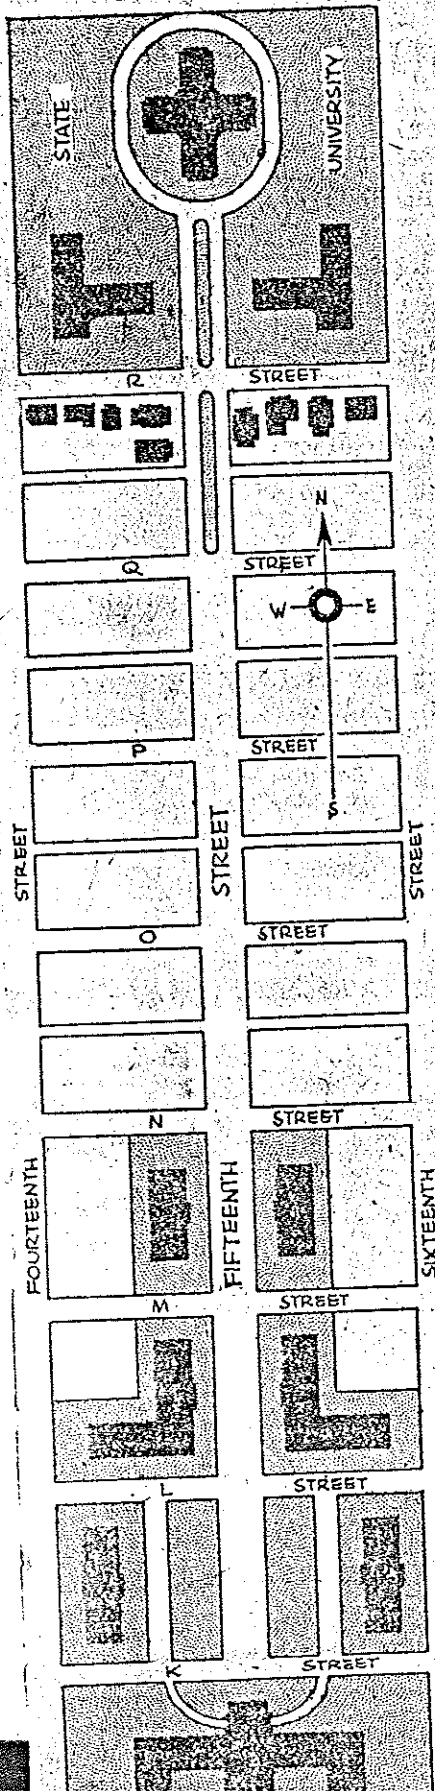 STATE
UNIVERSITY
R STREET
N
Q STREET
W E
P STREET
S
STREET
STREET
STREET
O STREET
N STREET
FOURTEENTH
FIFTEENTH
SIXTEENTH
M STREET
L STREET
K STREET